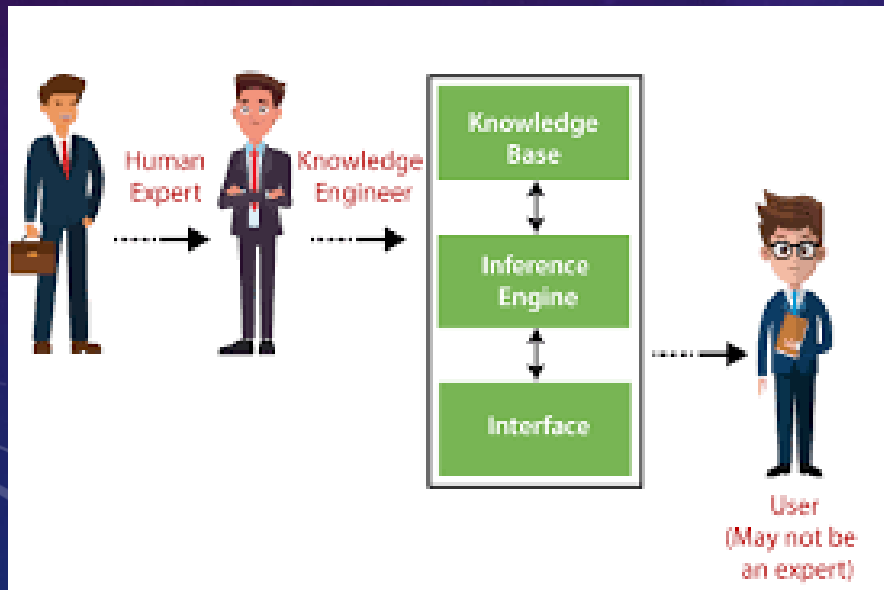 Human
Expert
Knowledge
Engineer
Knowledge
Base
Inference
Engine
Interface
User
(May not be
an expert)